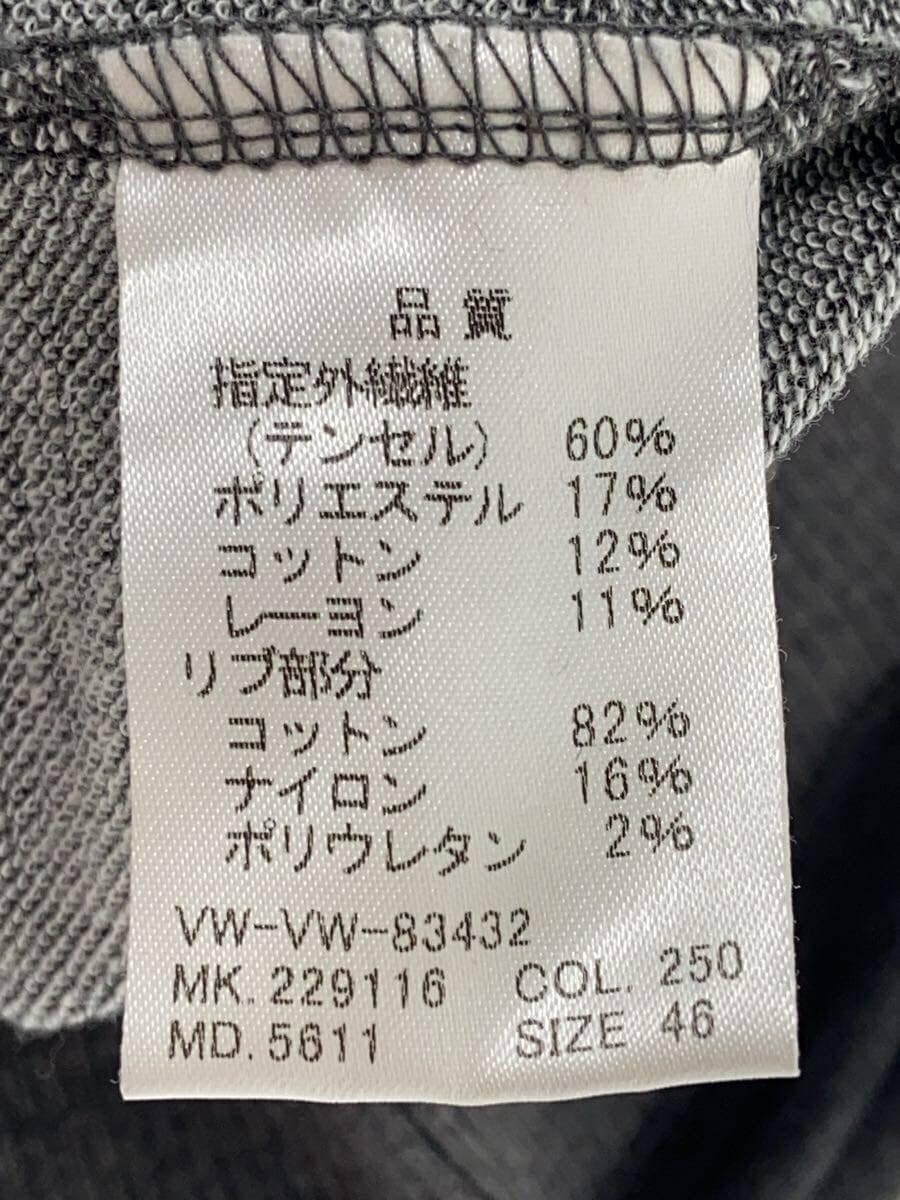 品質
指定外繊維
(テンセル) 60%
ポリエステル 17%
コットン 12%
レーヨン 11%
リブ部分
コットン 82%
ナイロン 16%
ポリウレタン 2%
VW-VW-83432
MK. 229116 COL. 250
MD. 5611 SIZE 46